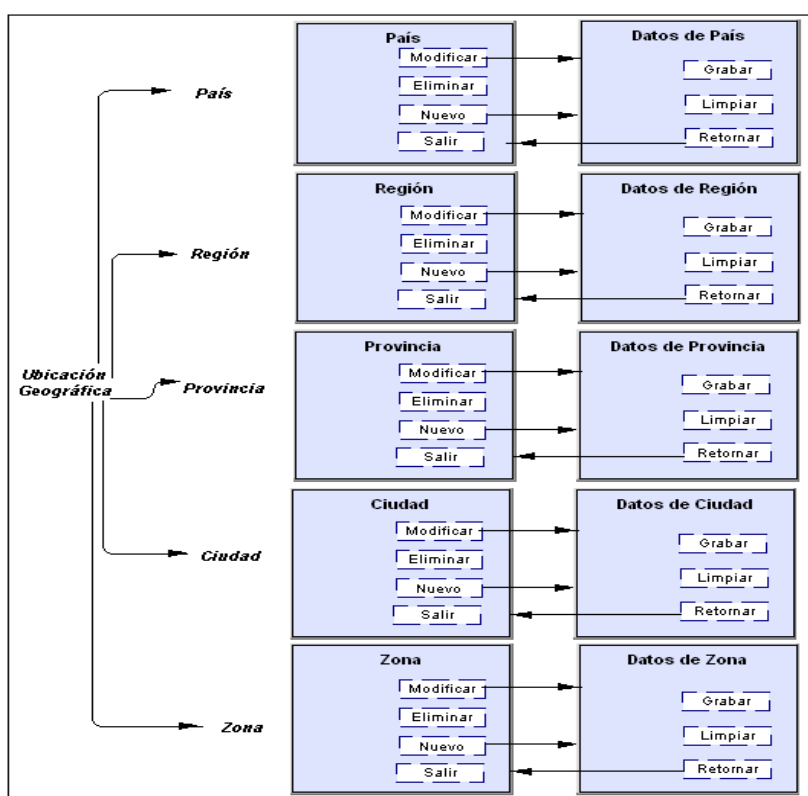 País
Modificar
Eliminar
Nuevo
Salir
Datos de País
Grabar
Limpiar
Retornar
País
Región
Modificar
Eliminar
Nuevo
Salir
Datos de Región
Grabar
Limpiar
Retornar
Región
Provincia
Modificar
Eliminar
Nuevo
Salir
Datos de Provincia
Grabar
Limpiar
Retornar
Ubicación
Geográfica
Provincia
Ciudad
Modificar
Eliminar
Nuevo
Salir
Datos de Ciudad
Grabar
Limpiar
Retornar
Ciudad
Zona
Modificar
Eliminar
Nuevo
Salir
Datos de Zona
Grabar
Limpiar
Retornar
Zona